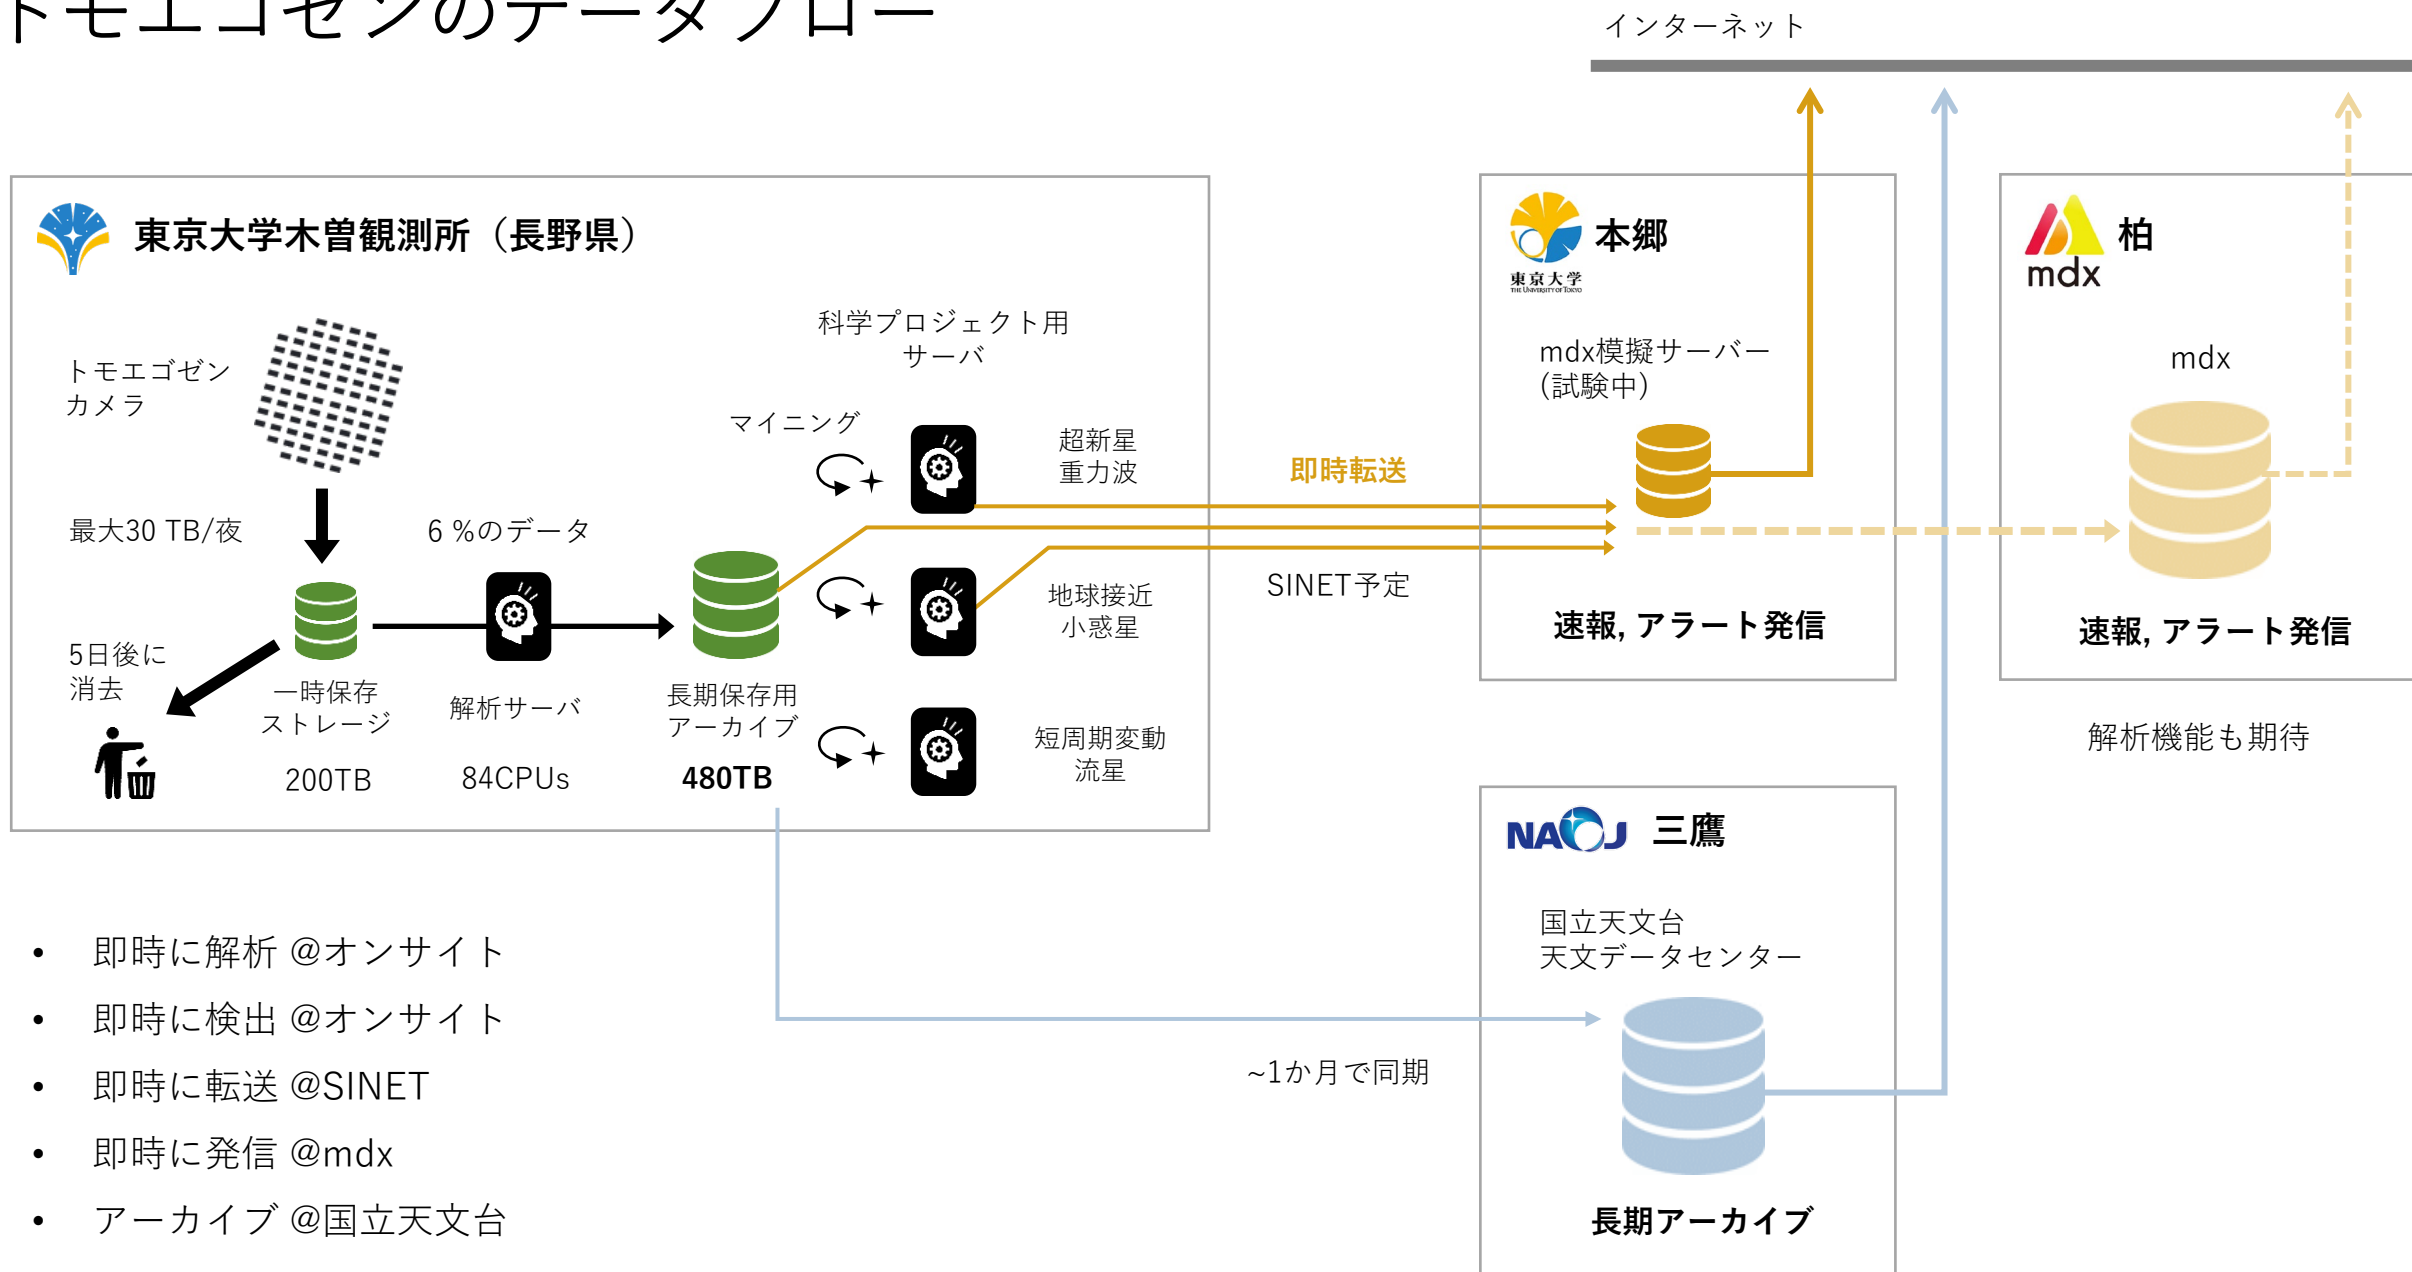 トモエゴゼンのデータフロー
インターネット
東京大学木曽観測所（長野県）
トモエゴゼン
カメラ
最大30 TB/夜
6 %のデータ
5日後に
消去
一時保存
ストレージ
200TB
解析サーバ
84CPUs
長期保存用
アーカイブ
480TB
科学プロジェクト用
サーバ
マイニング
超新星
重力波
地球接近
小惑星
短周期変動
流星
即時転送
SINET予定
~1か月で同期
東京大学
THE UNIVERSITY OF TOKYO
本郷
mdx模擬サーバー
(試験中)
速報, アラート発信
mdx
柏
mdx
速報, アラート発信
解析機能も期待
NAOJ
三鷹
国立天文台
天文データセンター
長期アーカイブ
• 即時に解析 @オンサイト
• 即時に検出 @オンサイト
• 即時に転送 @SINET
• 即時に発信 @mdx
• アーカイブ @国立天文台